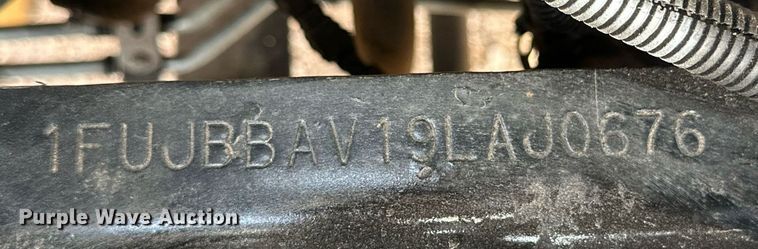 1FUJBBAV19LAJ0676
Purple Wave Auction